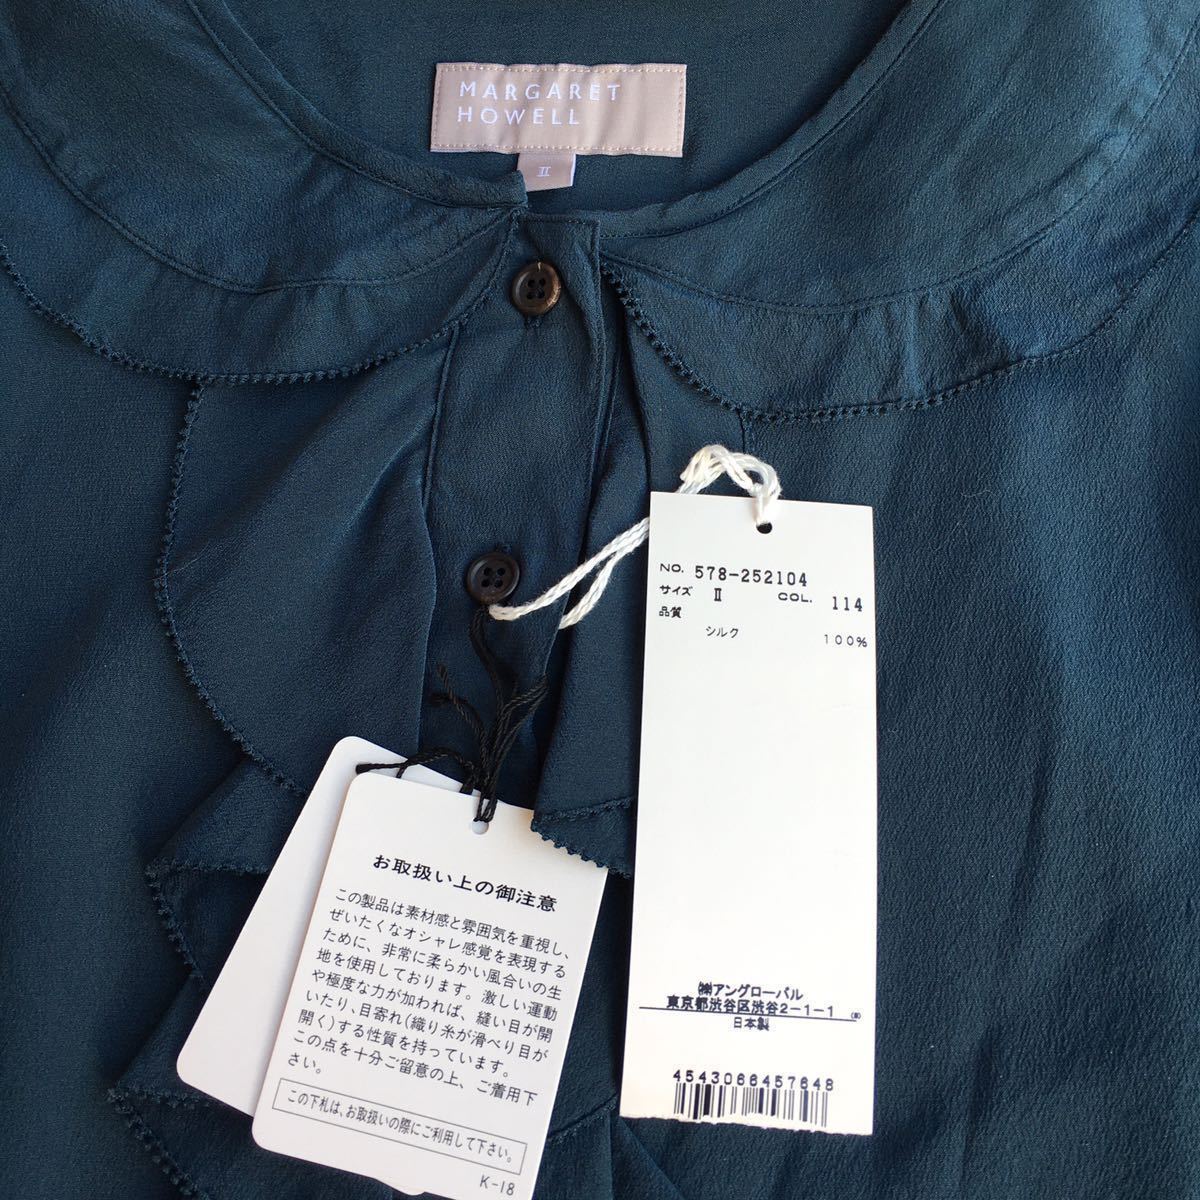 MARGARET
HOWELL
II
NO. 578-252104
サイズ II COL. 114
品質
シルク 100%
㈱アングローバル
東京都渋谷区渋谷2-1-1
日本製
4543066457648
お取扱い上の御注意
この製品は素材感と雰囲気を重視し、
ぜいたくなオシャレ感覚を表現する
ために、非常に柔らかい風合いの生
地を使用しております。激しい運動
や極度な力が加われば、縫い目が開
いたり、目寄れ(織り糸が滑べり目が
開く)する性質を持っています。
この点を十分ご留意の上、ご着用下
さい。
この下札は、お取扱いの際にご利用して下さい。
K-18